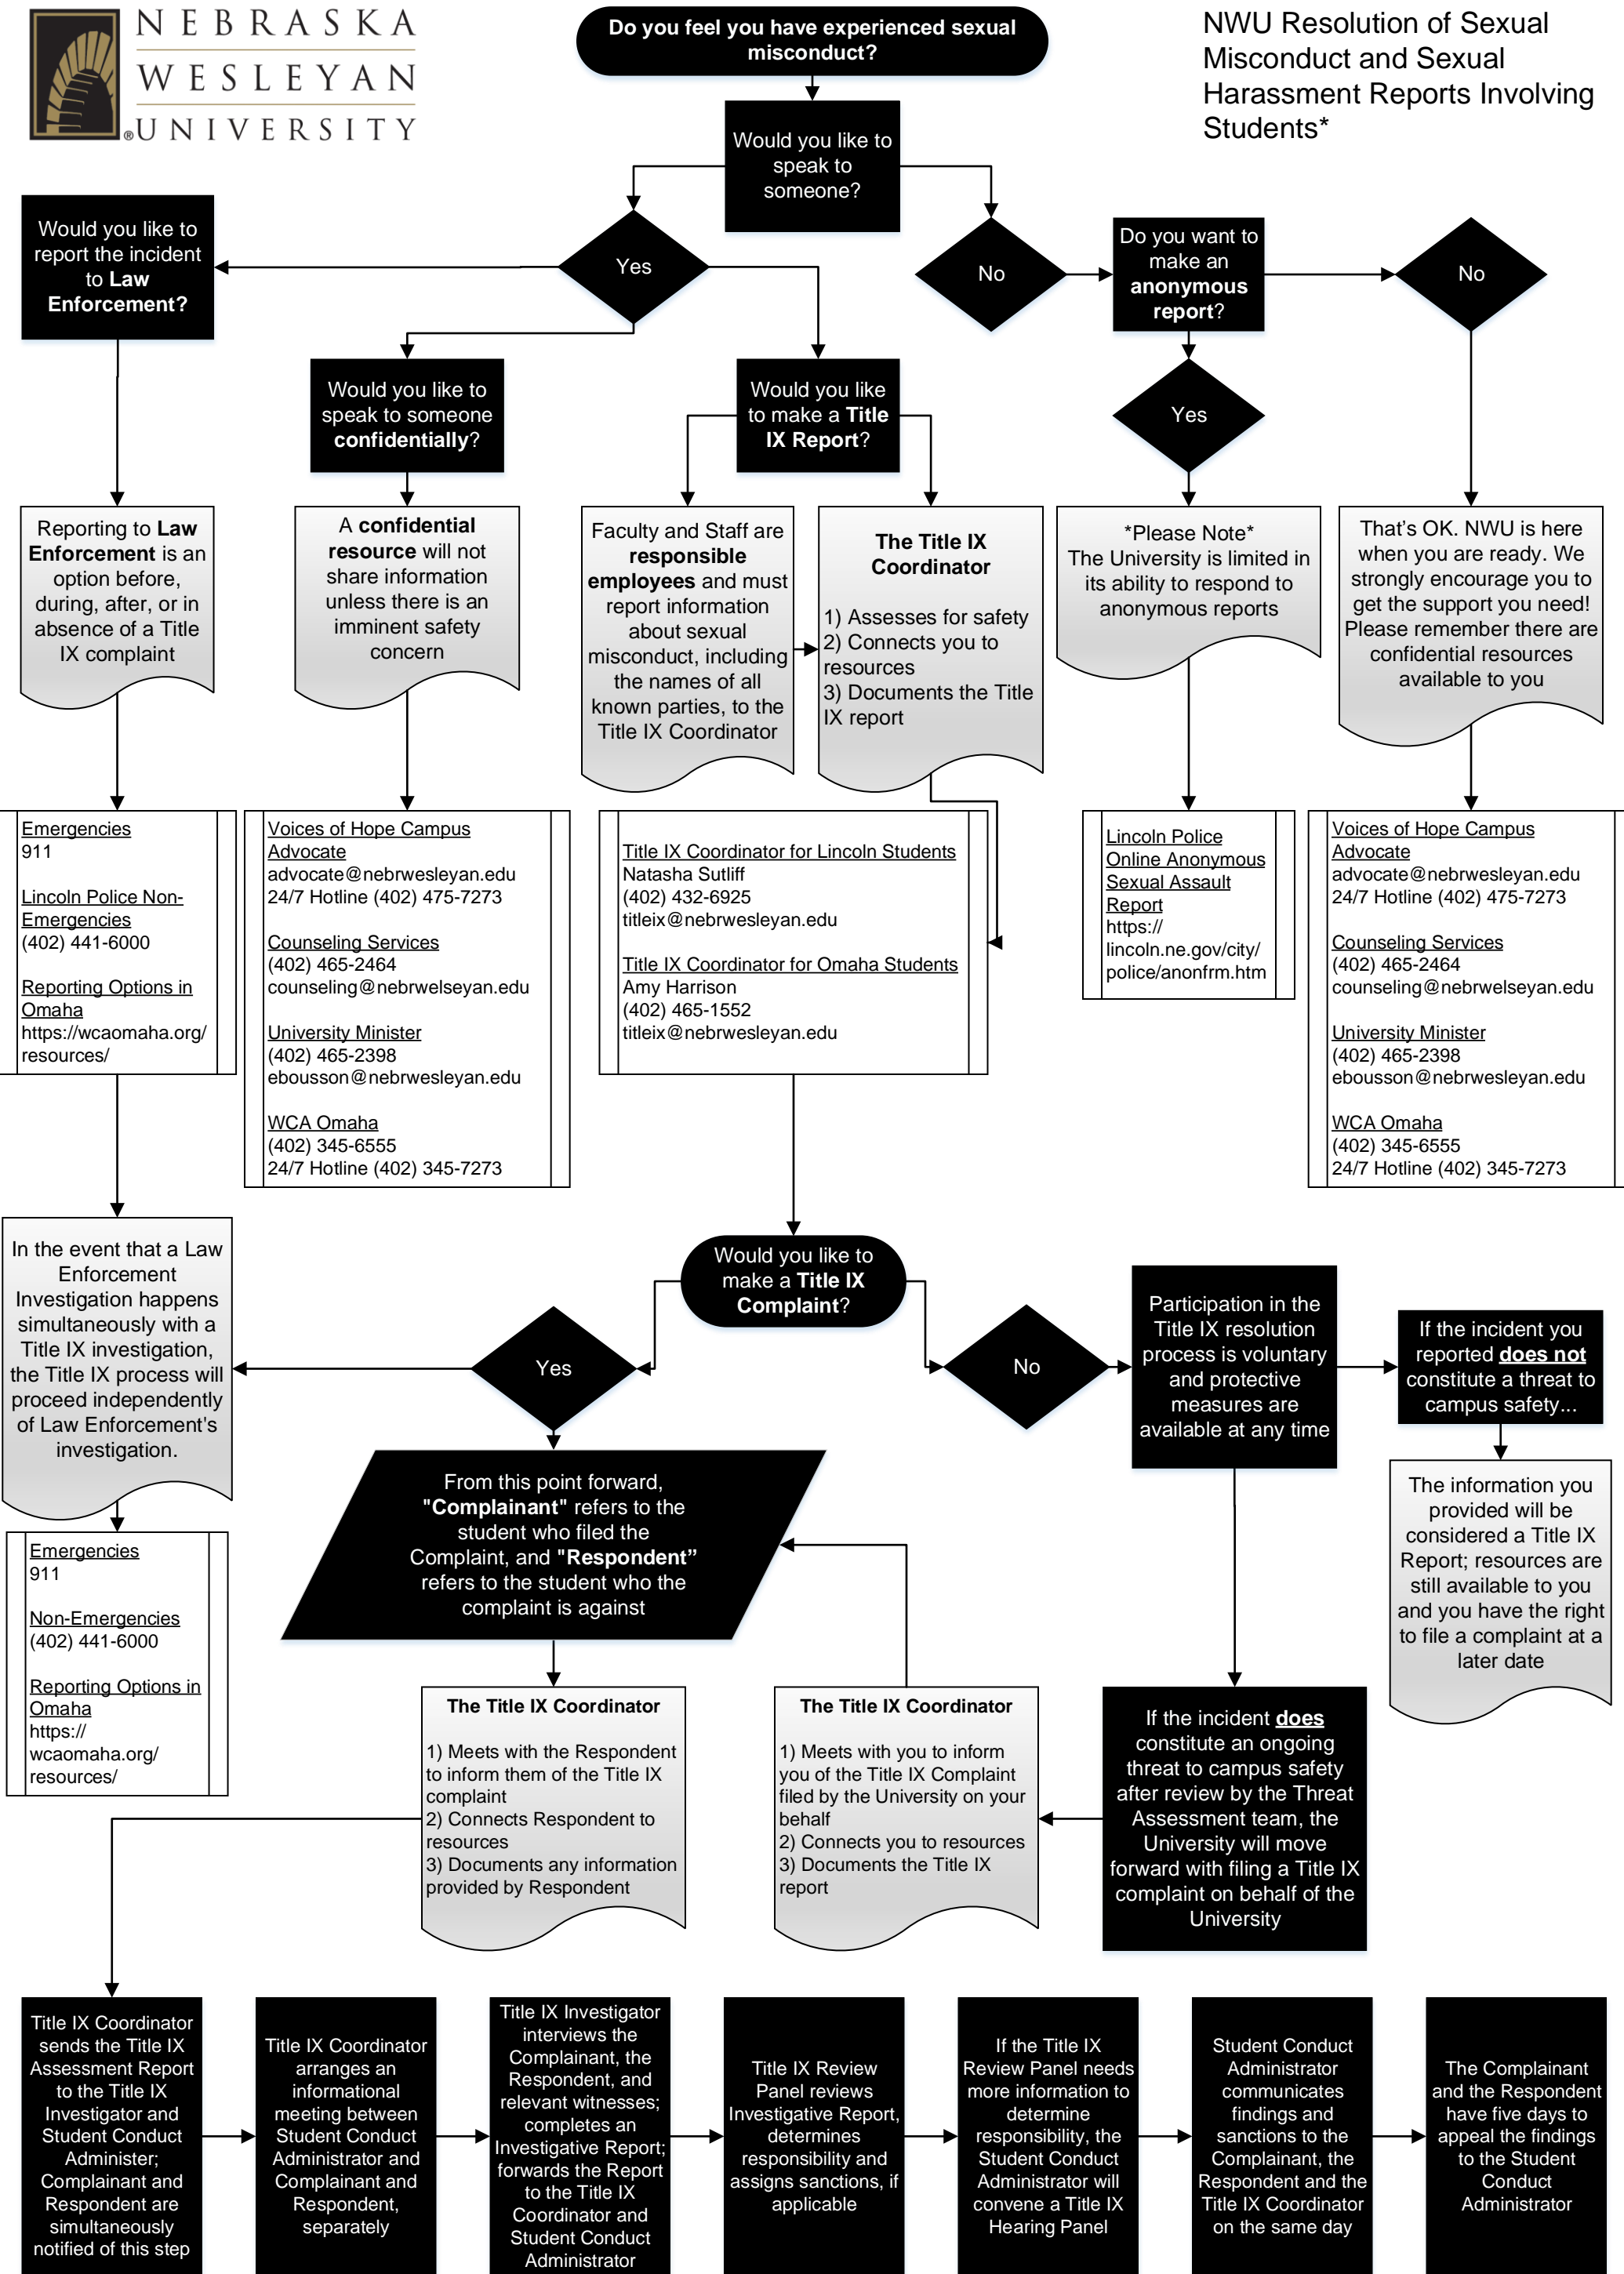 NEBRASKA
WESLEYAN
®UNIVERSITY
Do you feel you have experienced sexual
misconduct?
NWU Resolution of Sexual
Misconduct and Sexual
Harassment Reports Involving
Students*
Would you like to
speak to
someone?
Would you like to
report the incident
to Law
Enforcement?
Yes
No
Do you want to
make an
anonymous
report?
No
Would you like to
speak to someone
confidentially?
Would you like
to make a Title
IX Report?
Yes
Reporting to Law
Enforcement is an
option before,
during, after, or in
absence of a Title
IX complaint
A confidential
resource will not
share information
unless there is an
imminent safety
concern
Faculty and Staff are
responsible
employees and must
report information
about sexual
misconduct, including
the names of all
known parties, to the
Title IX Coordinator
The Title IX
Coordinator
1) Assesses for safety
2) Connects you to
resources
3) Documents the Title
IX report
*Please Note*
The University is limited in
its ability to respond to
anonymous reports
That's OK. NWU is here
when you are ready. We
strongly encourage you to
get the support you need!
Please remember there are
confidential resources
available to you
Emergencies
911
Lincoln Police Non-
Emergencies
(402) 441-6000
Reporting Options in
Omaha
https://wcaomaha.org/
resources/
Voices of Hope Campus
Advocate
advocate@nebrwesleyan.edu
24/7 Hotline (402) 475-7273
Counseling Services
(402) 465-2464
counseling@nebrwelseyan.edu
University Minister
(402) 465-2398
ebousson@nebrwesleyan.edu
WCA Omaha
(402) 345-6555
24/7 Hotline (402) 345-7273
Title IX Coordinator for Lincoln Students
Natasha Sutliff
(402) 432-6925
titleix@nebrwesleyan.edu
Title IX Coordinator for Omaha Students
Amy Harrison
(402) 465-1552
titleix@nebrwesleyan.edu
Lincoln Police
Online Anonymous
Sexual Assault
Report
https://
lincoln.ne.gov/city/
police/anonfrm.htm
Voices of Hope Campus
Advocate
advocate@nebrwesleyan.edu
24/7 Hotline (402) 475-7273
Counseling Services
(402) 465-2464
counseling@nebrwelseyan.edu
University Minister
(402) 465-2398
ebousson@nebrwesleyan.edu
WCA Omaha
(402) 345-6555
24/7 Hotline (402) 345-7273
In the event that a Law
Enforcement
Investigation happens
simultaneously with a
Title IX investigation,
the Title IX process will
proceed independently
of Law Enforcement's
investigation.
Would you like to
make a Title IX
Complaint?
Yes
No
Participation in the
Title IX resolution
process is voluntary
and protective
measures are
available at any time
If the incident you
reported does not
constitute a threat to
campus safety...
From this point forward,
"Complainant" refers to the
student who filed the
Complaint, and "Respondent”
refers to the student who the
complaint is against
The information you
provided will be
considered a Title IX
Report; resources are
still available to you
and you have the right
to file a complaint at a
later date
Emergencies
911
Non-Emergencies
(402) 441-6000
Reporting Options in
Omaha
https://
wcaomaha.org/
resources/
The Title IX Coordinator
1) Meets with the Respondent
to inform them of the Title IX
complaint
2) Connects Respondent to
resources
3) Documents any information
provided by Respondent
The Title IX Coordinator
1) Meets with you to inform
you of the Title IX Complaint
filed by the University on your
behalf
2) Connects you to resources
3) Documents the Title IX
report
If the incident does
constitute an ongoing
threat to campus safety
after review by the Threat
Assessment team, the
University will move
forward with filing a Title IX
complaint on behalf of the
University
Title IX Coordinator
sends the Title IX
Assessment Report
to the Title IX
Investigator and
Student Conduct
Administer;
Complainant and
Respondent are
simultaneously
notified of this step
Title IX Coordinator
arranges an
informational
meeting between
Student Conduct
Administrator and
Complainant and
Respondent,
separately
Title IX Investigator
interviews the
Complainant, the
Respondent, and
relevant witnesses;
completes an
Investigative Report;
forwards the Report
to the Title IX
Coordinator and
Student Conduct
Administrator
Title IX Review
Panel reviews
Investigative Report,
determines
responsibility and
assigns sanctions, if
applicable
If the Title IX
Review Panel needs
more information to
determine
responsibility, the
Student Conduct
Administrator will
convene a Title IX
Hearing Panel
Student Conduct
Administrator
communicates
findings and
sanctions to the
Complainant, the
Respondent and the
Title IX Coordinator
on the same day
The Complainant
and the Respondent
have five days to
appeal the findings
to the Student
Conduct
Administrator